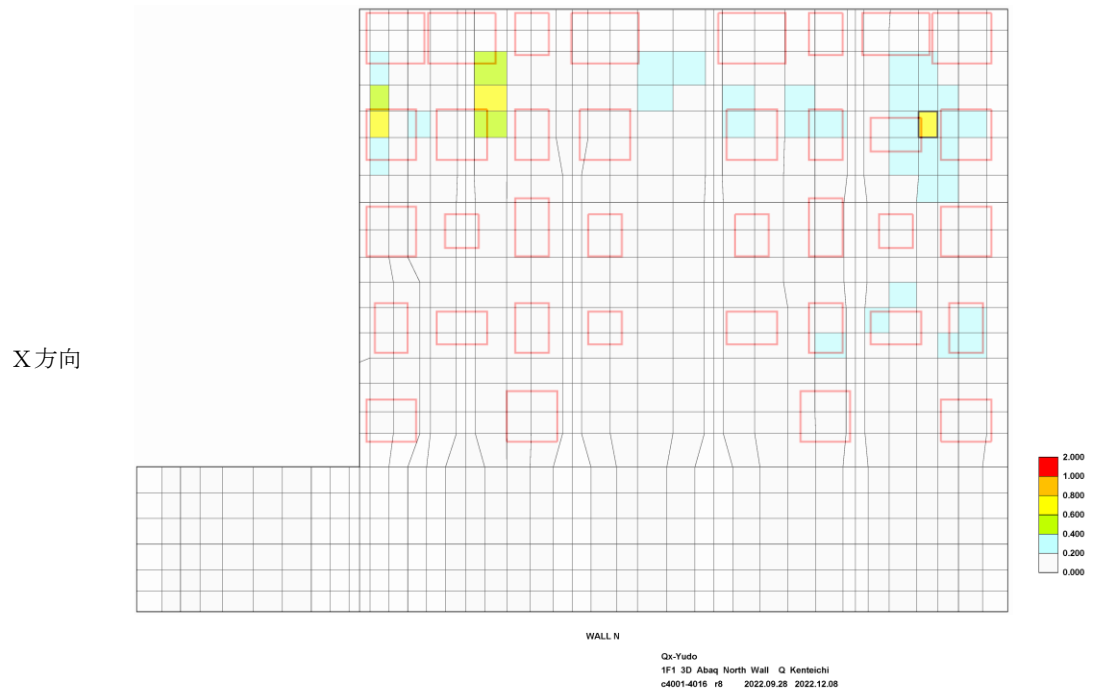 X方向
2.000
1.000
0.800
0.600
0.400
0.200
0.000
WALL N
Qx-Yudo
1F1 3D Abaq North Wall Q Kenteichi
c4001-4016 r8 2022.09.28 2022.12.08